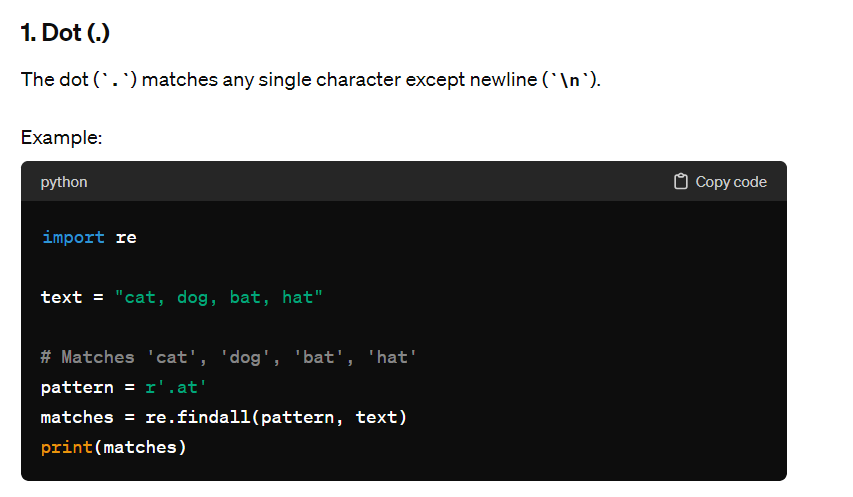 1. Dot (.)
The dot (`.`) matches any single character except newline (`\n`).
Example:
python
Copy code
import re
text = "cat, dog, bat, hat"
# Matches 'cat', 'dog', 'bat', 'hat'
pattern = r'.at'
matches = re.findall(pattern, text)
print(matches)